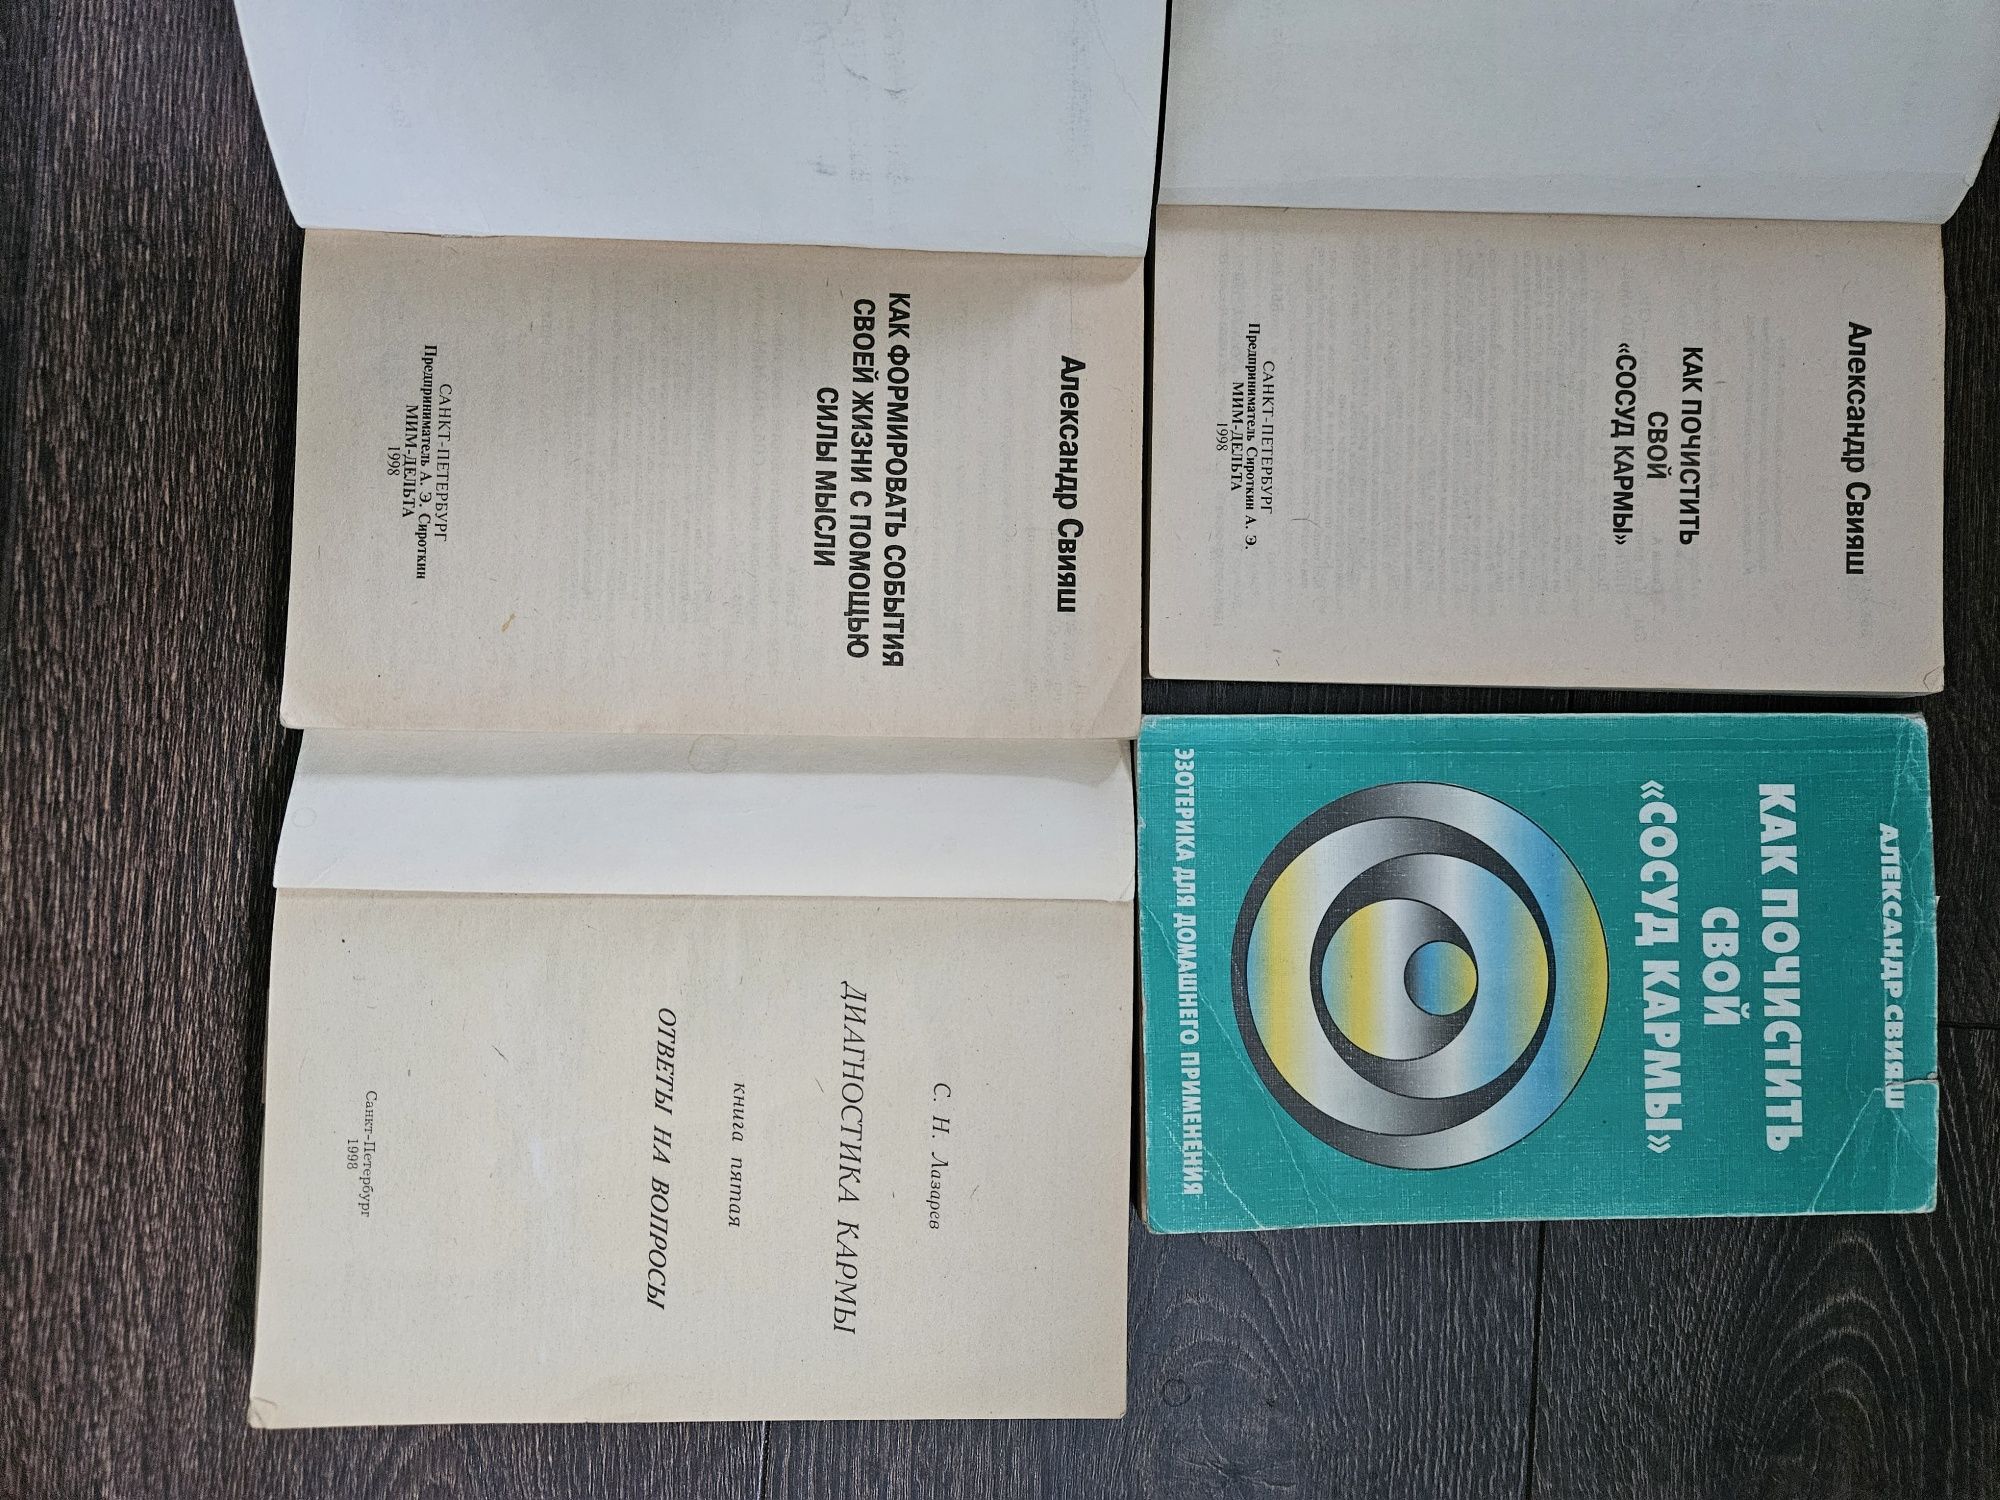 Александр Свияш
КАК ФОРМИРОВАТЬ СОБЫТИЯ
СВОЕЙ ЖИЗНИ С ПОМОЩЬЮ
СИЛЫ МЫСЛИ
САНКТ-ПЕТЕРБУРГ
Предприниматель А. Э. Сироткин
МИМ-ДЕЛЬТА
1998
Александр Свияш
КАК ПОЧИСТИТЬ
СВОЙ
«СОСУД КАРМЫ»
САНКТ-ПЕТЕРБУРГ
Предприниматель Сироткин А. Э.
МИМ-ДЕЛЬТА
1998
С. Н. Лазарев
ДИАГНОСТИКА КАРМЫ
книга пятая
ОТВЕТЫ НА ВОПРОСЫ
Санкт-Петербург
1998
АЛЕКСАНДР СВИЯШ
КАК ПОЧИСТИТЬ
СВОЙ
«СОСУД КАРМЫ»
ЭЗОТЕРИКА ДЛЯ ДОМАШНЕГО ПРИМЕНЕНИЯ